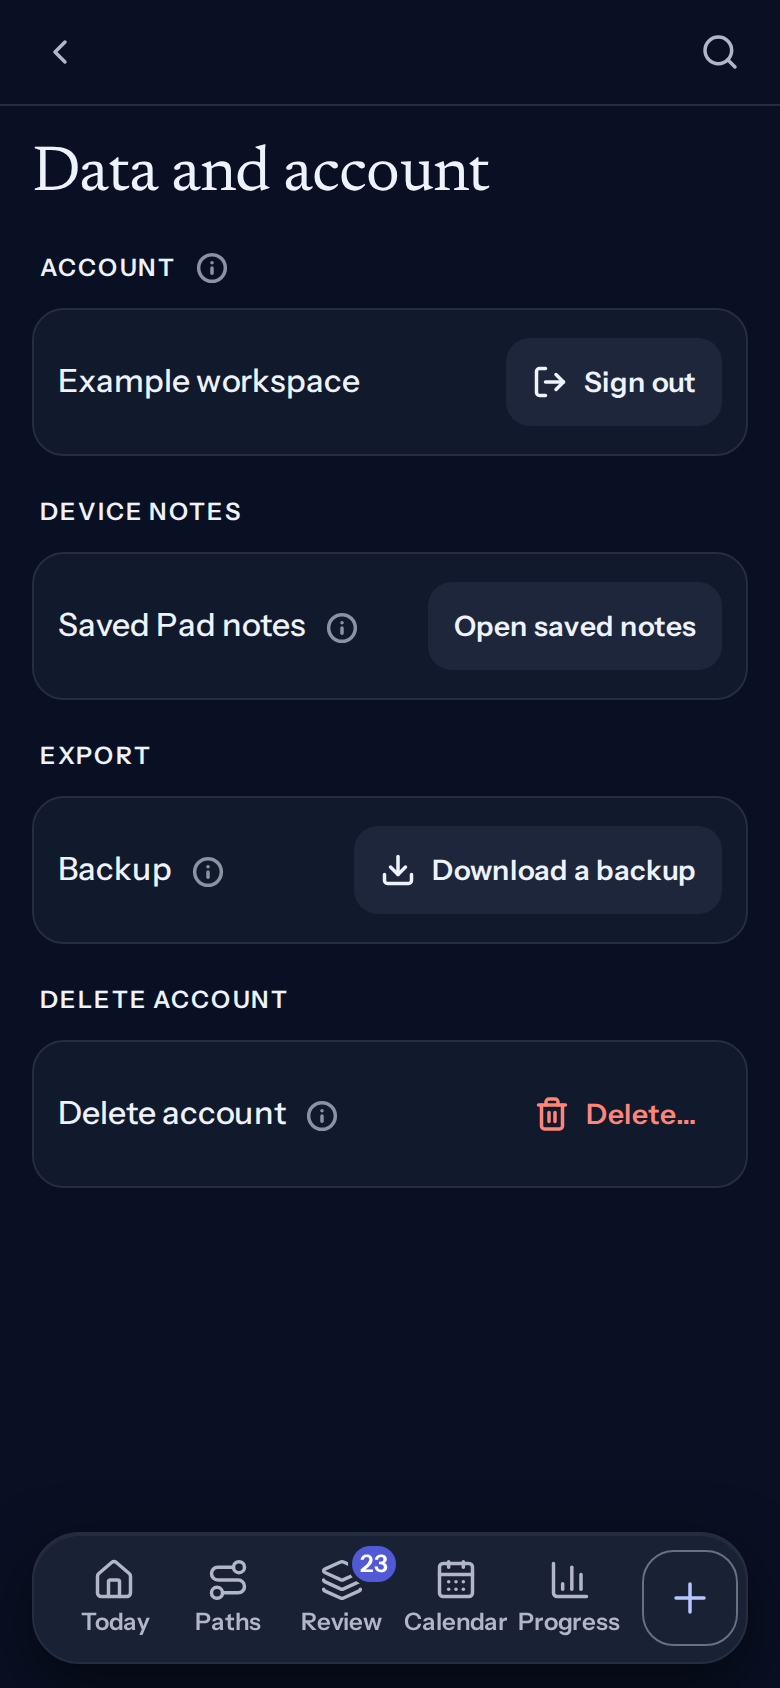 Data and account
ACCOUNT
Example workspace
Sign out
DEVICE NOTES
Saved Pad notes
Open saved notes
EXPORT
Backup
Download a backup
DELETE ACCOUNT
Delete account
Delete...
23
Today
Paths
Review
Calendar
Progress